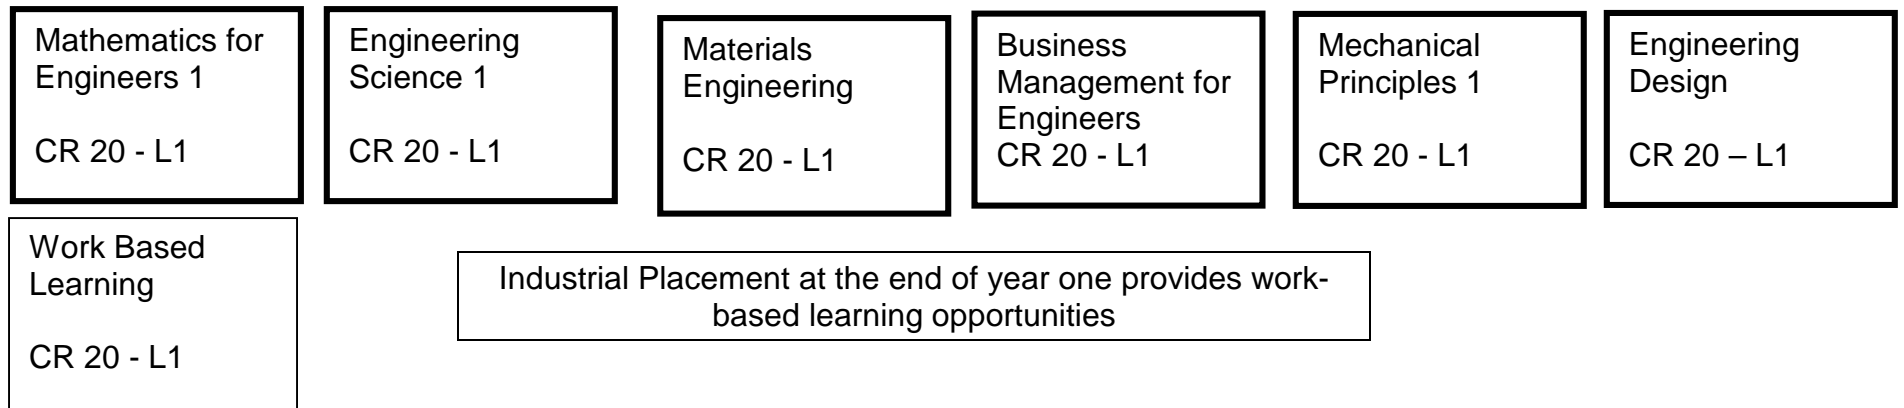 Mathematics for
Engineers 1
CR 20 - L1
Engineering
Science 1
CR 20 - L1
Materials
Engineering
CR 20 - L1
Business
Management for
Engineers
CR 20 - L1
Mechanical
Principles 1
CR 20 - L1
Engineering
Design
CR 20 – L1
Work Based
Learning
CR 20 - L1
Industrial Placement at the end of year one provides work-
based learning opportunities